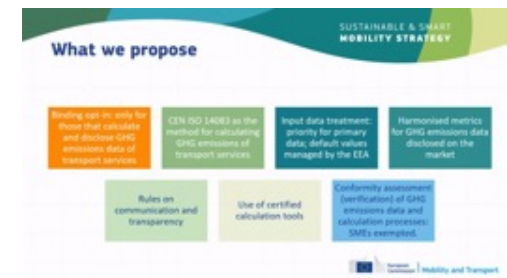 SUSTAINABLE & SMART
MOBILITY STRATEGY
What we propose
Binding opt-in: only for
those that calculate
and disclose GHG
emissions data of
transport services
CEN ISO 14083 as the
method for calculating
GHG emissions of
transport services
Input data treatment:
priority for primary
data; default values
managed by the EEA
Harmonised metrics
for GHG emissions data
disclosed on the
market
Rules on
communication and
transparency
Use of certified
calculation tools
Conformity assessment
(verification) of GHG
emissions data and
calculation processes:
SMEs exempted.
European
Commission
Mobility and Transport